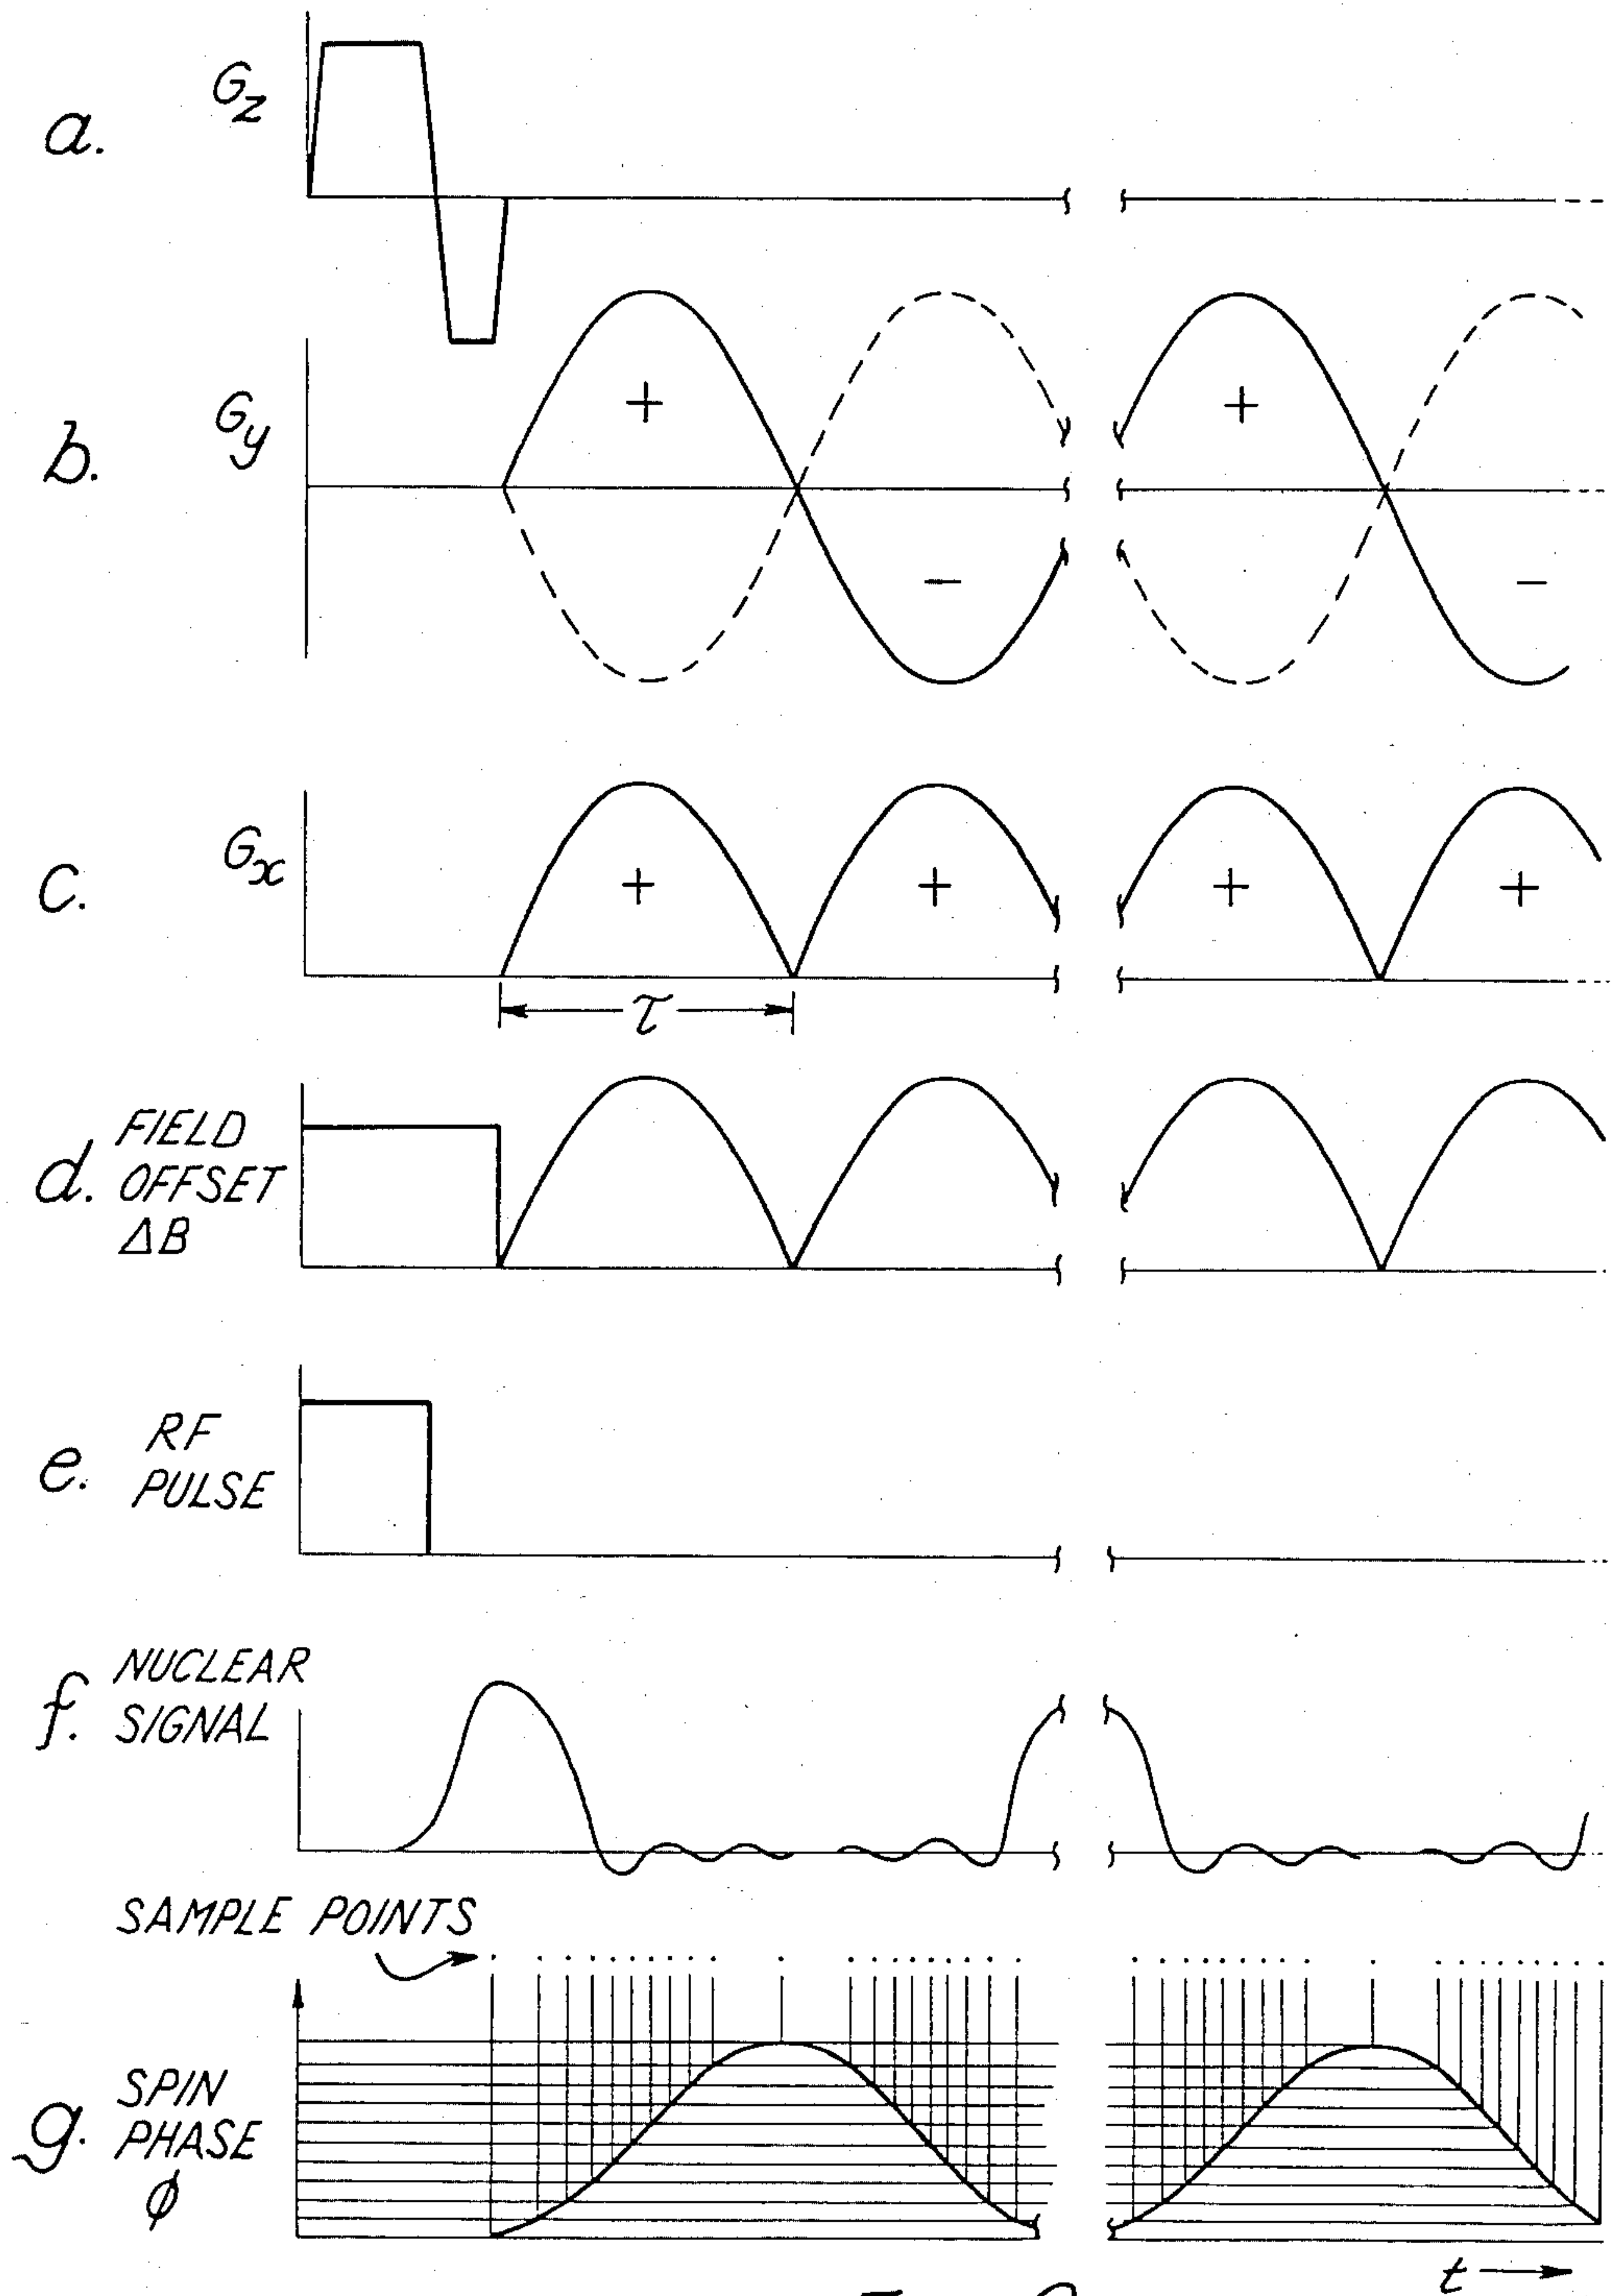 a. Gz
b. Gy
+ − + −
c. Gx
+ + + +
τ
d. FIELD
OFFSET
ΔB
e. RF
PULSE
f. NUCLEAR
SIGNAL
SAMPLE POINTS
g. SPIN
PHASE
ϕ
t